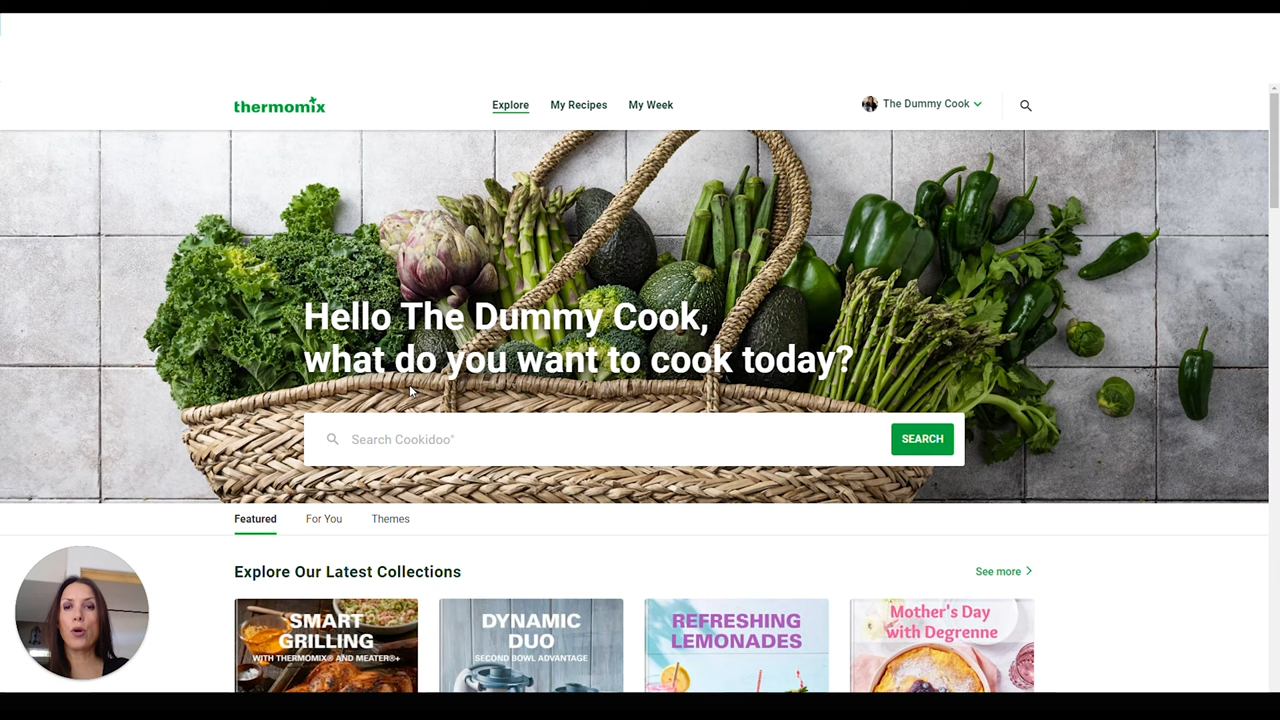 thermomix
Explore
My Recipes
My Week
The Dummy Cook
Hello The Dummy Cook,
what do you want to cook today?
Search Cookidoo®
SEARCH
Featured
For You
Themes
Explore Our Latest Collections
See more
SMART
GRILLING
WITH THERMOMIX® AND MEATER®+
DYNAMIC
DUO
SECOND BOWL ADVANTAGE
REFRESHING
LEMONADES
Mother's Day
with Degrenne